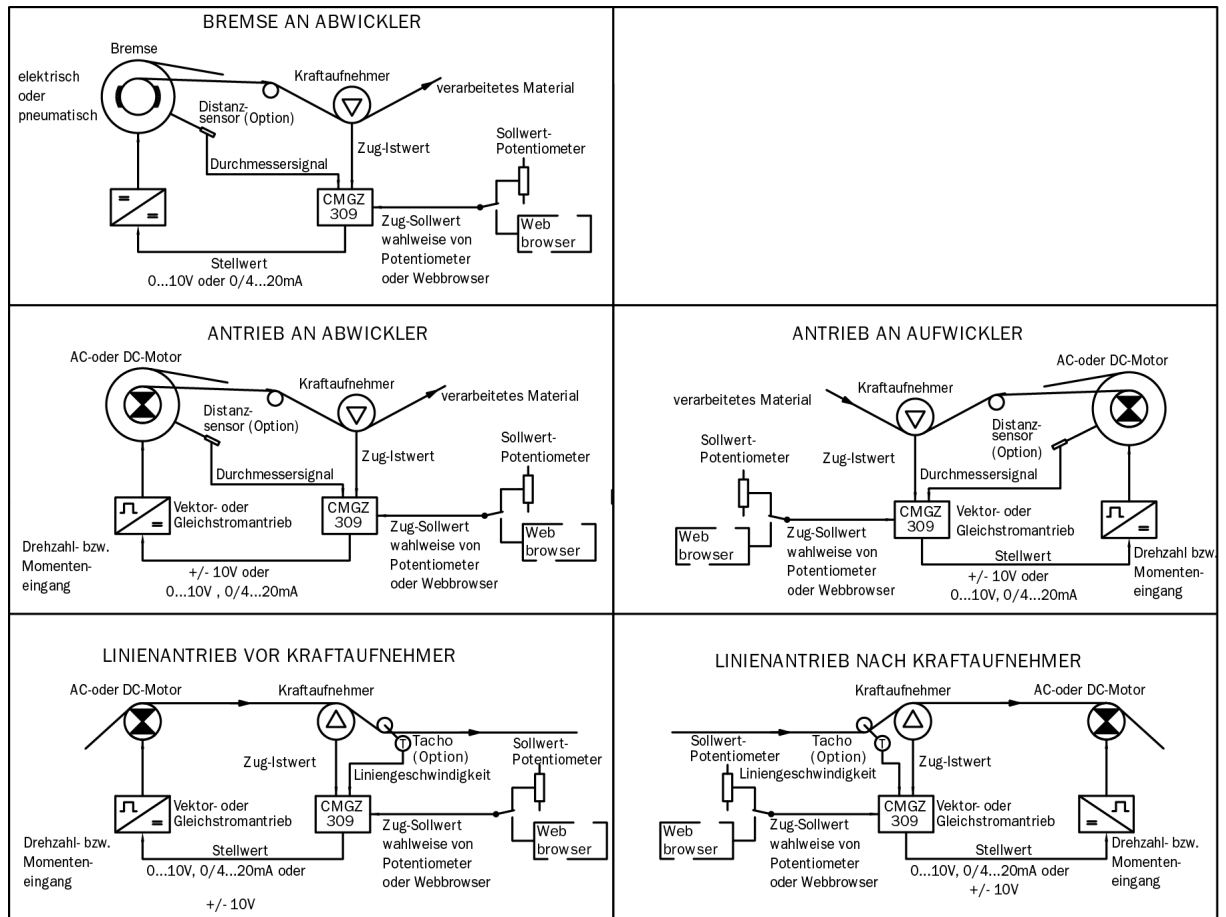 BREMSE AN ABWICKLER
Bremse
elektrisch
oder
pneumatisch
Kraftaufnehmer
verarbeitetes Material
Distanz-
sensor (Option)
Sollwert-
Potentiometer
Zug-Istwert
Durchmessersignal
CMGZ
309
Zug-Sollwert
wahlweise von
Potentiometer
oder Webbrowser
Web
browser
Stellwert
0...10V oder 0/4...20mA
ANTRIEB AN ABWICKLER
AC-oder DC-Motor
Kraftaufnehmer
verarbeitetes Material
Distanz-
sensor (Option)
Sollwert-
Potentiometer
Zug-Istwert
Durchmessersignal
Vektor- oder
Gleichstromantrieb
CMGZ
309
Zug-Sollwert
wahlweise von
Potentiometer
oder Webbrowser
Web
browser
Drehzahl- bzw.
Momenten-
eingang
Stellwert
+/- 10V oder
0...10V , 0/4...20mA
ANTRIEB AN AUFWICKLER
AC-oder DC-Motor
Kraftaufnehmer
verarbeitetes Material
Distanz-
sensor
(Option)
Sollwert-
Potentiometer
Zug-Istwert
Durchmessersignal
CMGZ
309
Vektor- oder
Gleichstromantrieb
Web
browser
Zug-Sollwert
wahlweise von
Potentiometer
oder Webbrowser
Stellwert
+/- 10V oder
0...10V, 0/4...20mA
Drehzahl bzw.
Momenten-
eingang
LINIENANTRIEB VOR KRAFTAUFNEHMER
AC-oder DC-Motor
Kraftaufnehmer
T
Tacho
(Option)
Sollwert-
Potentiometer
Zug-Istwert
Liniengeschwindigkeit
Vektor- oder
Gleichstromantrieb
CMGZ
309
Zug-Sollwert
wahlweise von
Potentiometer
oder Webbrowser
Web
browser
Drehzahl- bzw.
Momenten-
eingang
Stellwert
0...10V, 0/4...20mA oder
+/- 10V
LINIENANTRIEB NACH KRAFTAUFNEHMER
Kraftaufnehmer
AC-oder DC-Motor
Sollwert-
Potentiometer
Tacho
(Option)
T
Liniengeschwindigkeit
Zug-Istwert
CMGZ
309
Vektor- oder
Gleichstromantrieb
Web
browser
Zug-Sollwert
wahlweise von
Potentiometer
oder Webbrowser
Stellwert
0...10V, 0/4...20mA oder
+/- 10V
Drehzahl- bzw.
Momenten-
eingang